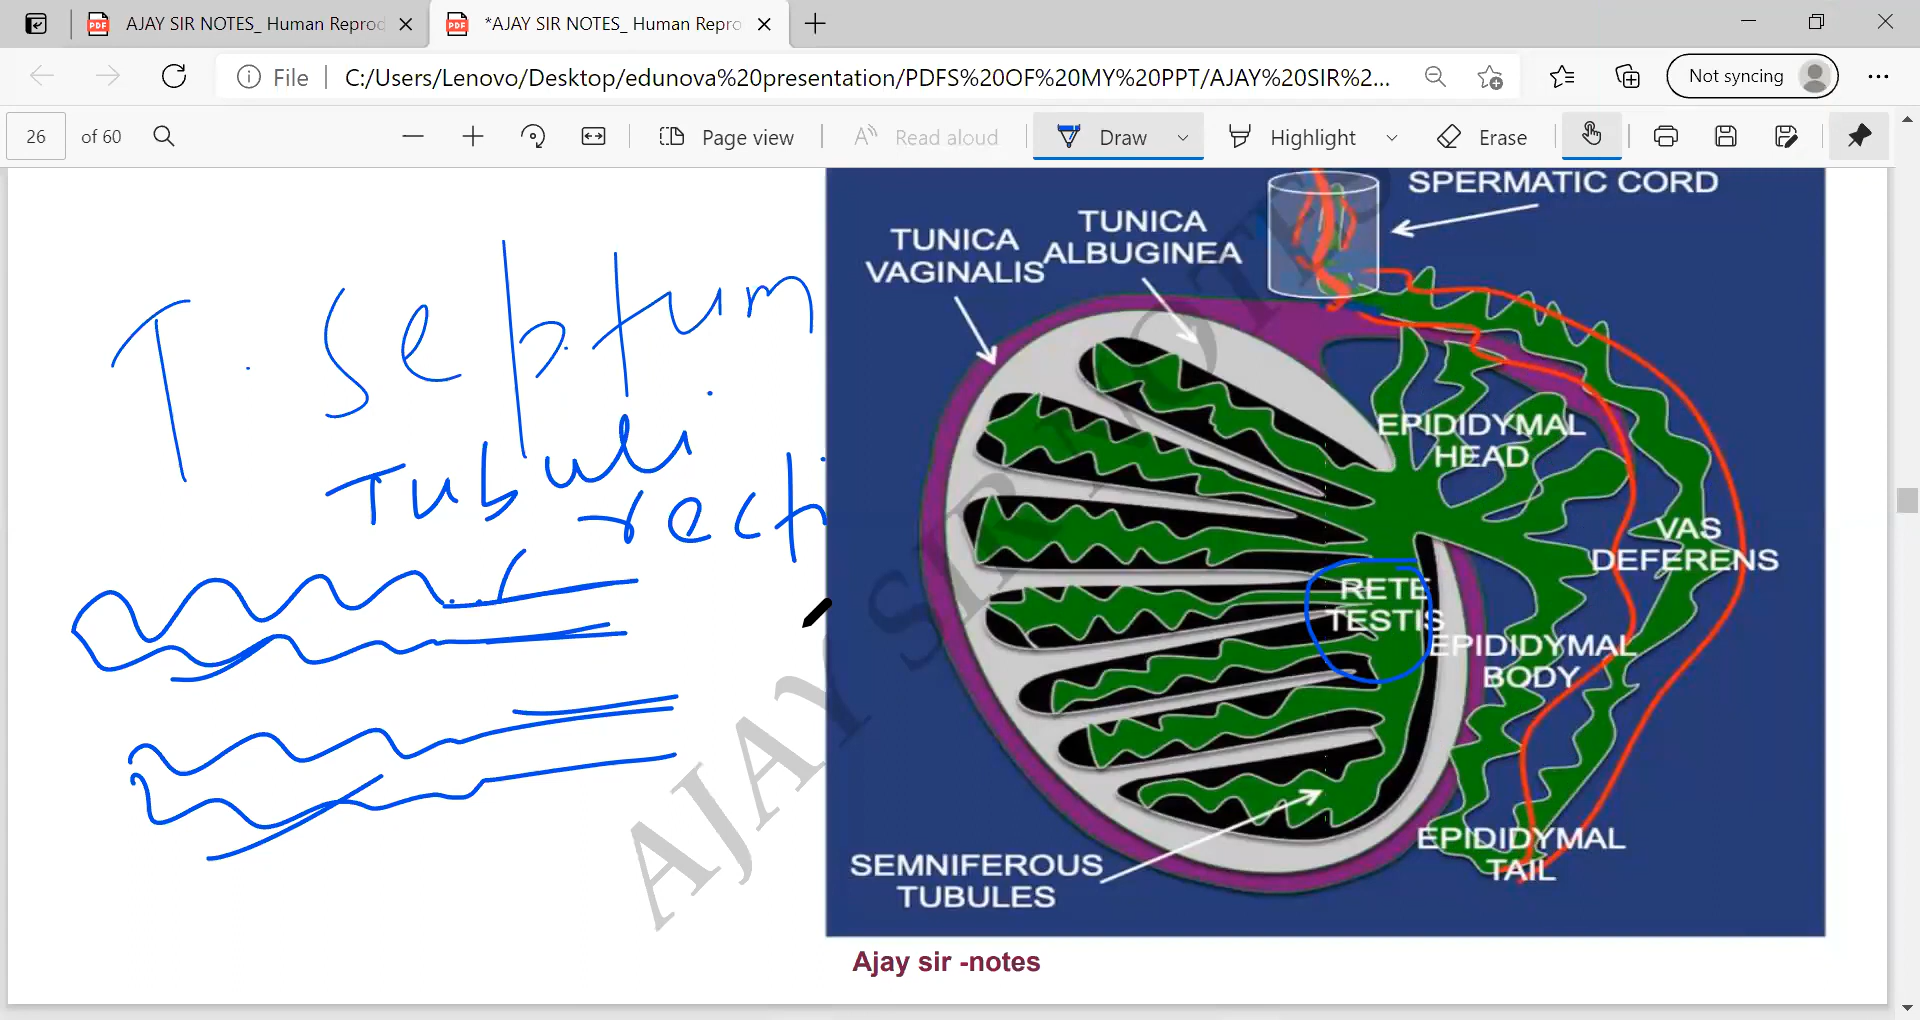 AJAY SIR NOTES_ Human Reprod
*AJAY SIR NOTES_ Human Repro
File
C:/Users/Lenovo/Desktop/edunova%20presentation/PDFS%20OF%20MY%20PPT/AJAY%20SIR%2...
Not syncing
26 of 60
Page view
Read aloud
Draw
Highlight
Erase
T. Septum
Tubuli
recti
SPERMATIC CORD
TUNICA
ALBUGINEA
TUNICA
VAGINALIS
EPIDIDYMAL
HEAD
VAS
DEFERENS
RETE
TESTIS
EPIDIDYMAL
BODY
EPIDIDYMAL
TAIL
SEMNIFEROUS
TUBULES
AJAY SIR NOTES
Ajay sir -notes